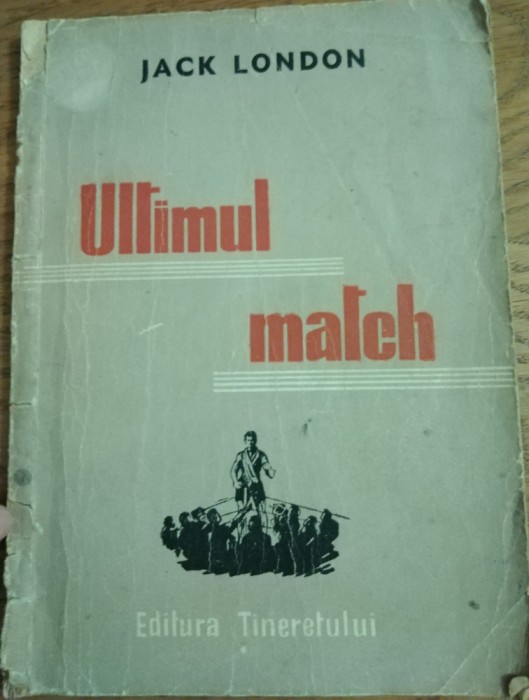 JACK LONDON
Ultimul
match
Editura Tineretului